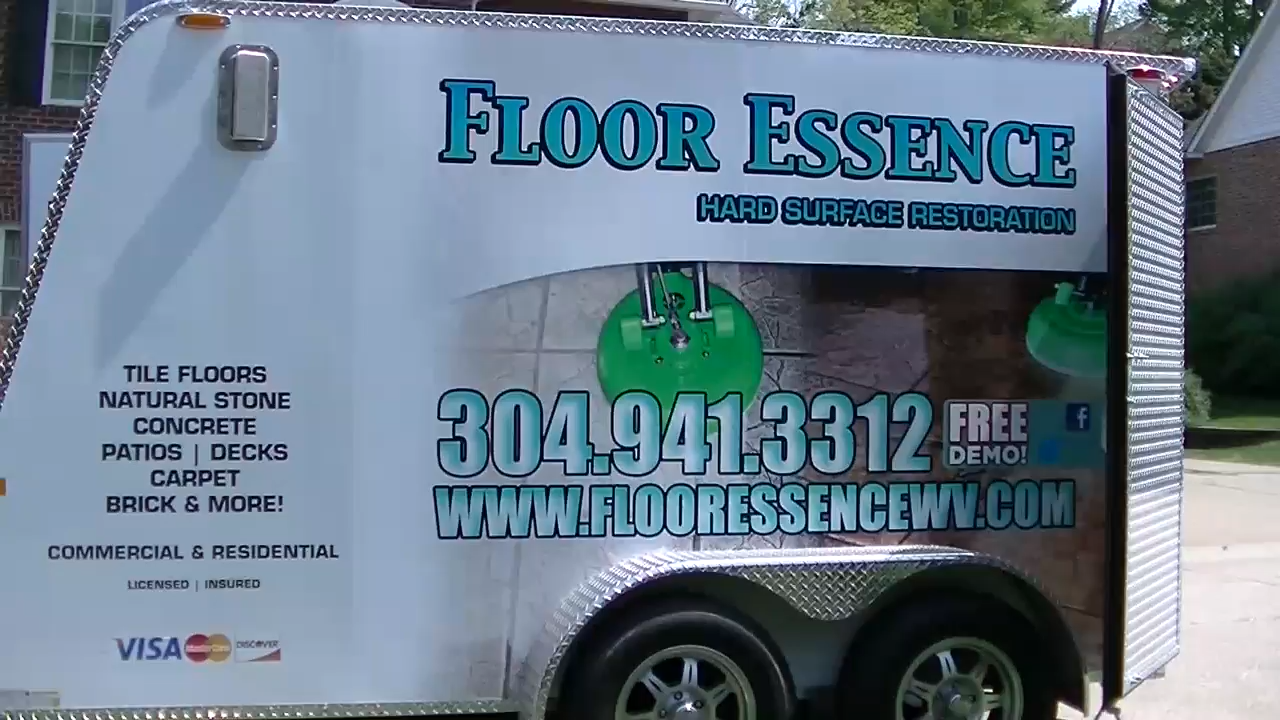 FLOOR ESSENCE
HARD SURFACE RESTORATION
TILE FLOORS
NATURAL STONE
CONCRETE
PATIOS | DECKS
CARPET
BRICK & MORE!
COMMERCIAL & RESIDENTIAL
LICENSED | INSURED
VISA MasterCard DISCOVER
304.941.3312
FREE
DEMO!
f
WWW.FLOORESSENCEWV.COM